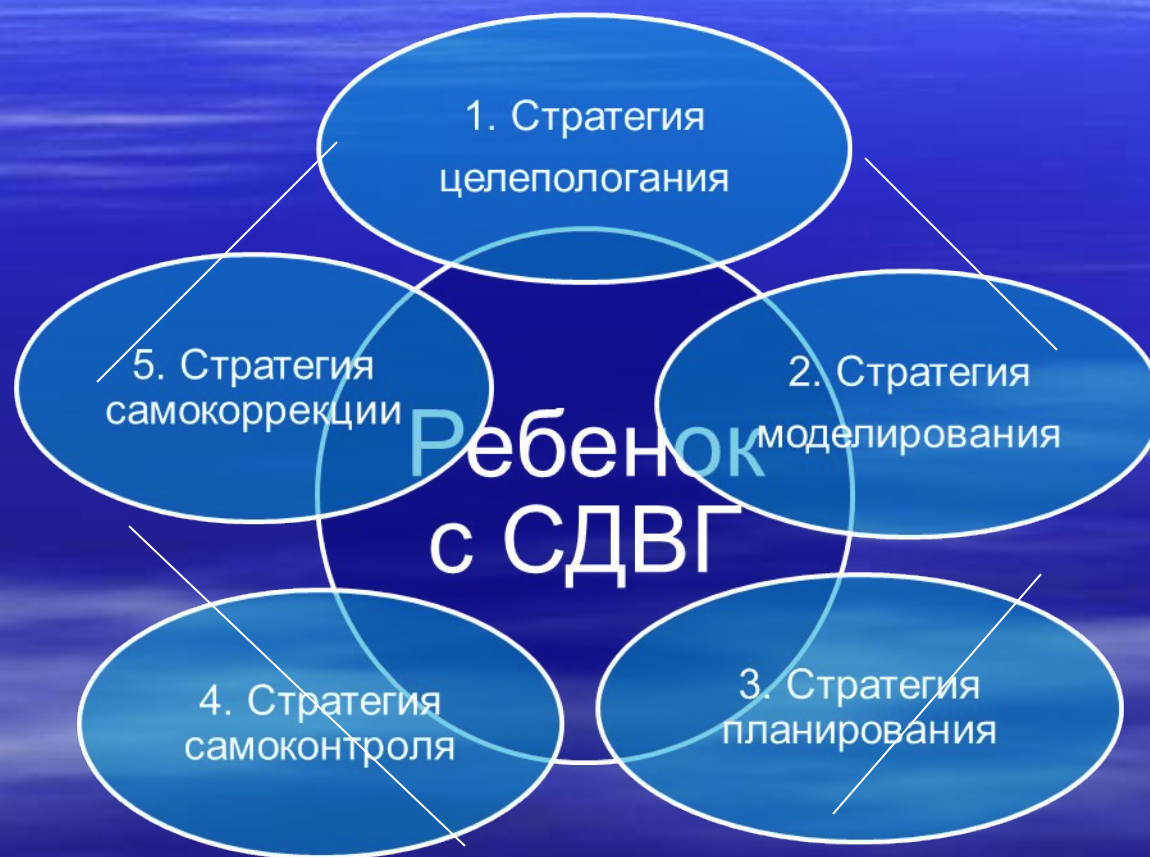 1. Стратегия
целепологания
5. Стратегия
самокоррекции
2. Стратегия
моделирования
Ребенок
с СДВГ
4. Стратегия
самоконтроля
3. Стратегия
планирования